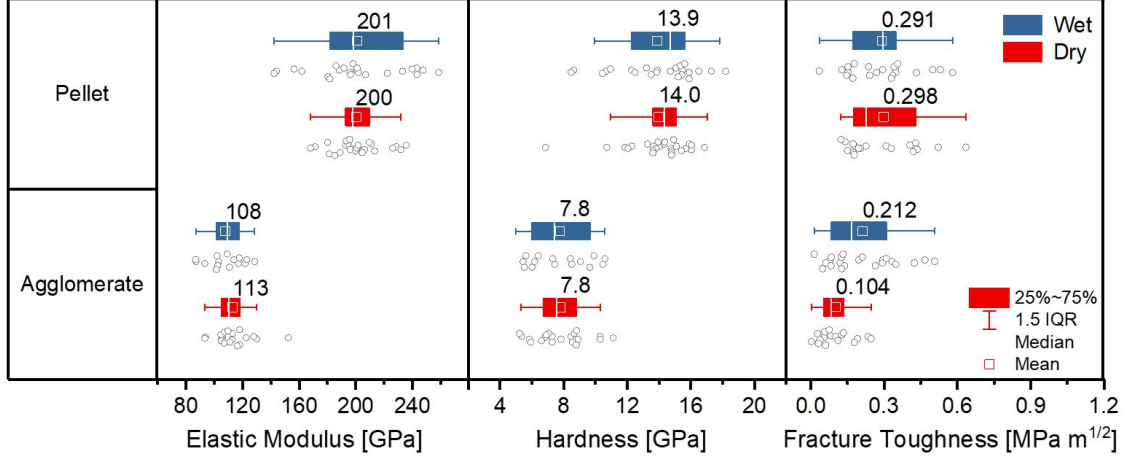 201
13.9
0.291
Wet
Dry
Pellet
200
14.0
0.298
108
7.8
0.212
Agglomerate
113
7.8
0.104
25%~75%
1.5 IQR
Median
Mean
80 120 160 200 240
4 8 12 16 20
0.0 0.3 0.6 0.9 1.2
Elastic Modulus [GPa]
Hardness [GPa]
Fracture Toughness [MPa m^1/2]